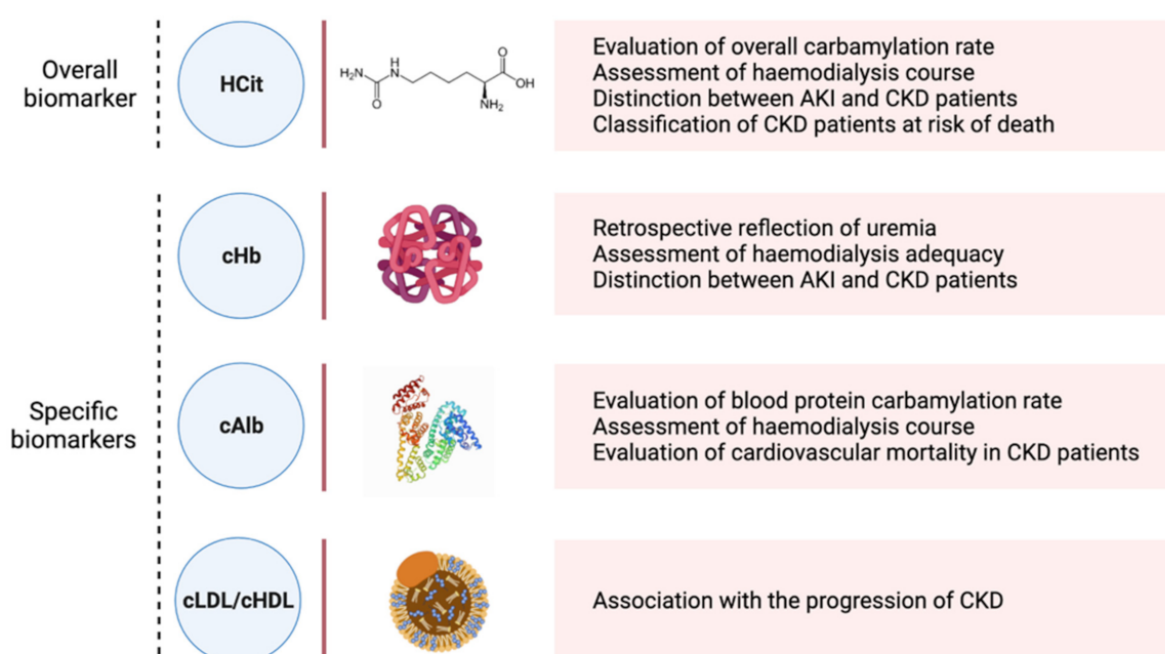 Overall
biomarker
HCit
H₂N
O
H
N
NH₂
O
OH
Evaluation of overall carbamylation rate
Assessment of haemodialysis course
Distinction between AKI and CKD patients
Classification of CKD patients at risk of death
Specific
biomarkers
cHb
Retrospective reflection of uremia
Assessment of haemodialysis adequacy
Distinction between AKI and CKD patients
cAlb
Evaluation of blood protein carbamylation rate
Assessment of haemodialysis course
Evaluation of cardiovascular mortality in CKD patients
cLDL/cHDL
Association with the progression of CKD